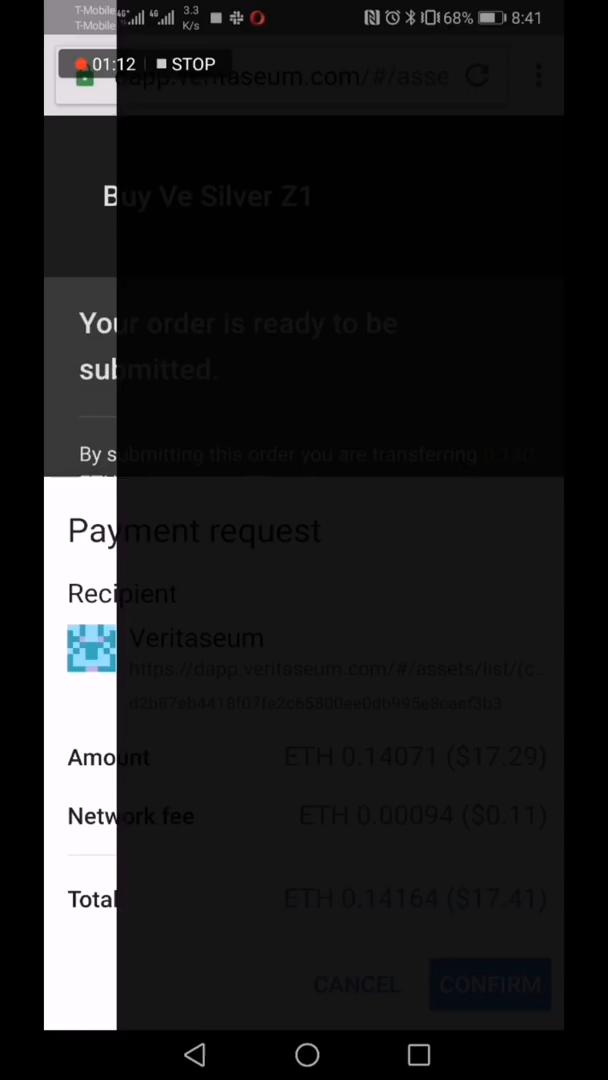 T-Mobile 4G+ 4G 3.3 68% 8:41
T-Mobile K/s
01:12 STOP
dapp.veritaseum.com/#/asse
Buy Ve Silver Z1
Your order is ready to be
submitted.
By submitting this order you are transferring
Payment request
Recipient
Veritaseum
https://dapp.veritaseum.com/#/assets/list/(c...
Amount ETH 0.14071 ($17.29)
Network fee ETH 0.00094 ($0.11)
Total ETH 0.14164 ($17.41)
CANCEL CONFIRM